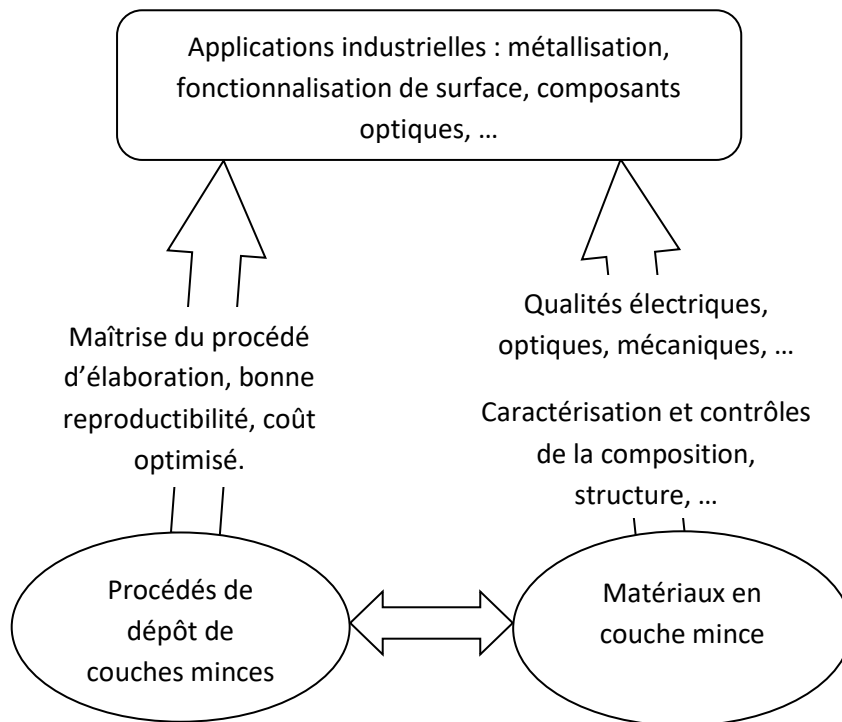 Applications industrielles : métallisation,
fonctionnalisation de surface, composants
optiques, …
Maîtrise du procédé
d’élaboration, bonne
reproductibilité, coût
optimisé.
Qualités électriques,
optiques, mécaniques, …
Caractérisation et contrôles
de la composition,
structure, …
Procédés de
dépôt de
couches minces
Matériaux en
couche mince